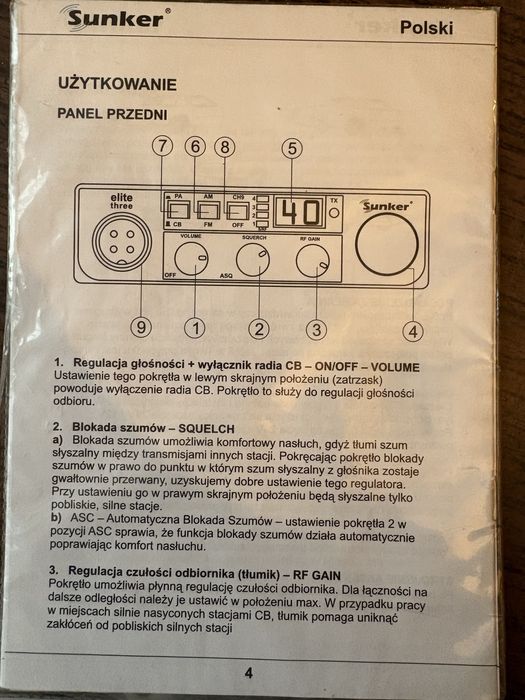 Sunker®
Polski
UŻYTKOWANIE
PANEL PRZEDNI
7 6 8 5
elite
three
PA AM CH9
CB FM OFF
4
3
2
1
40
TX
Sunker®
VOLUME SQUERCH RF GAIN
OFF ASQ
9 1 2 3 4
1. Regulacja głośności + wyłącznik radia CB – ON/OFF – VOLUME
Ustawienie tego pokrętła w lewym skrajnym położeniu (zatrzask)
powoduje wyłączenie radia CB. Pokrętło to służy do regulacji głośności
odbioru.
2. Blokada szumów – SQUELCH
a) Blokada szumów umożliwia komfortowy nasłuch, gdyż tłumi szum
słyszalny między transmisjami innych stacji. Pokręcając pokrętło blokady
szumów w prawo do punktu w którym szum słyszalny z głośnika zostaje
gwałtownie przerwany, uzyskujemy dobre ustawienie tego regulatora.
Przy ustawieniu go w prawym skrajnym położeniu będą słyszalne tylko
pobliskie, silne stacje.
b) ASC – Automatyczna Blokada Szumów – ustawienie pokrętła 2 w
pozycji ASC sprawia, że funkcja blokady szumów działa automatycznie
poprawiając komfort nasłuchu.
3. Regulacja czułości odbiornika (tłumik) – RF GAIN
Pokrętło umożliwia płynną regulację czułości odbiornika. Dla łączności na
dalsze odległości należy je ustawić w położeniu max. W przypadku pracy
w miejscach silnie nasyconych stacjami CB, tłumik pomaga uniknąć
zakłóceń od pobliskich silnych stacji
4